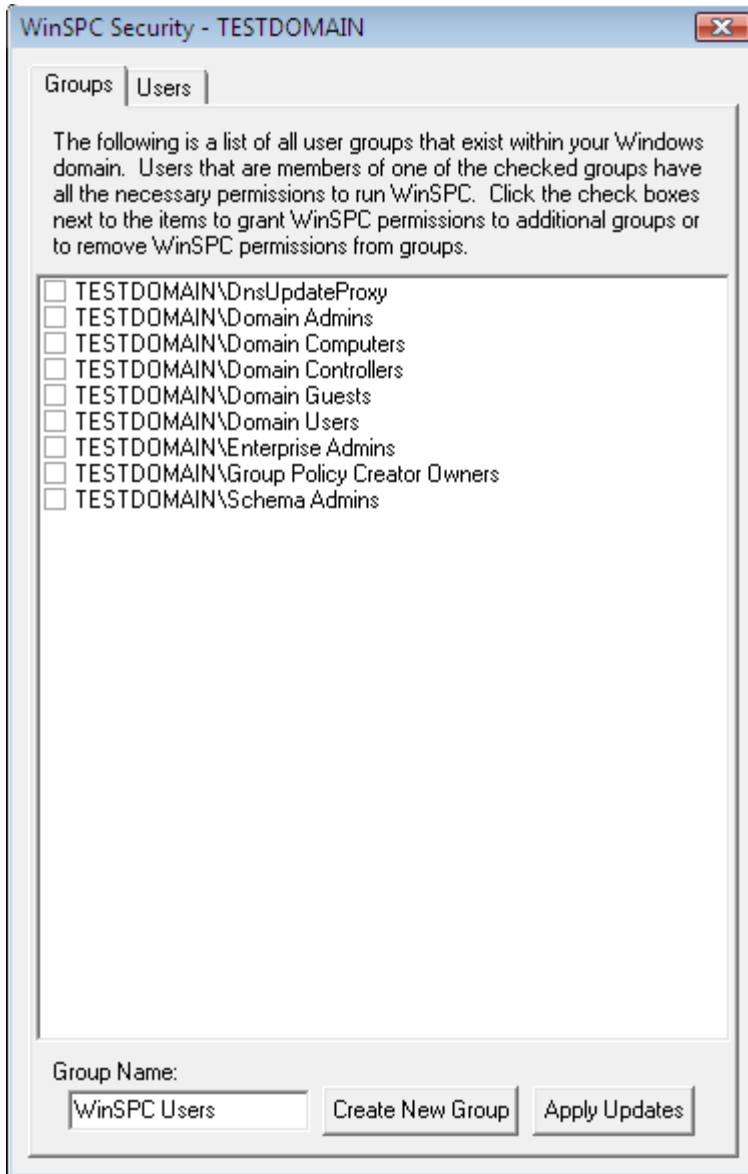 WinSPC Security - TESTDOMAIN
Groups
Users
The following is a list of all user groups that exist within your Windows
domain.  Users that are members of one of the checked groups have
all the necessary permissions to run WinSPC.  Click the check boxes
next to the items to grant WinSPC permissions to additional groups or
to remove WinSPC permissions from groups.
TESTDOMAIN\DnsUpdateProxy
TESTDOMAIN\Domain Admins
TESTDOMAIN\Domain Computers
TESTDOMAIN\Domain Controllers
TESTDOMAIN\Domain Guests
TESTDOMAIN\Domain Users
TESTDOMAIN\Enterprise Admins
TESTDOMAIN\Group Policy Creator Owners
TESTDOMAIN\Schema Admins
Group Name:
WinSPC Users
Create New Group
Apply Updates